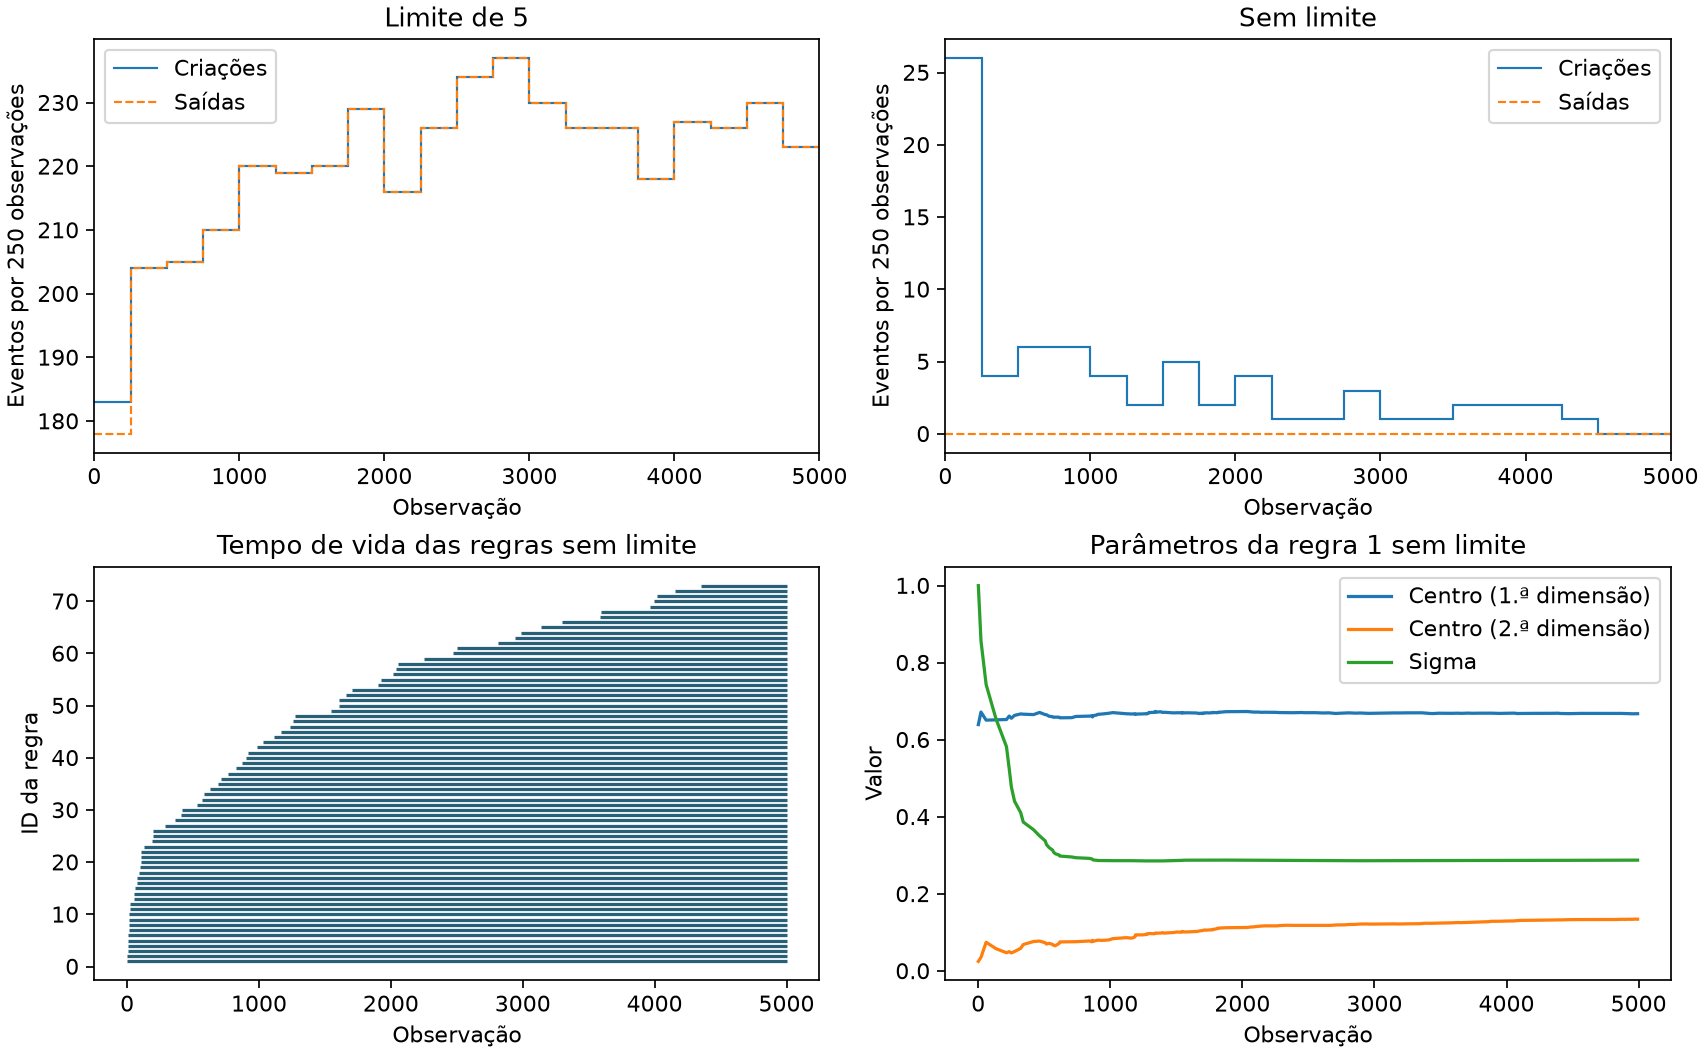 Limite de 5
Eventos por 250 observações
230
220
210
200
190
180
Criações
Saídas
0 1000 2000 3000 4000 5000
Observação
Sem limite
Eventos por 250 observações
25
20
15
10
5
0
Criações
Saídas
0 1000 2000 3000 4000 5000
Observação
Tempo de vida das regras sem limite
ID da regra
70
60
50
40
30
20
10
0
0 1000 2000 3000 4000 5000
Observação
Parâmetros da regra 1 sem limite
Valor
1.0
0.8
0.6
0.4
0.2
0.0
Centro (1.ª dimensão)
Centro (2.ª dimensão)
Sigma
0 1000 2000 3000 4000 5000
Observação